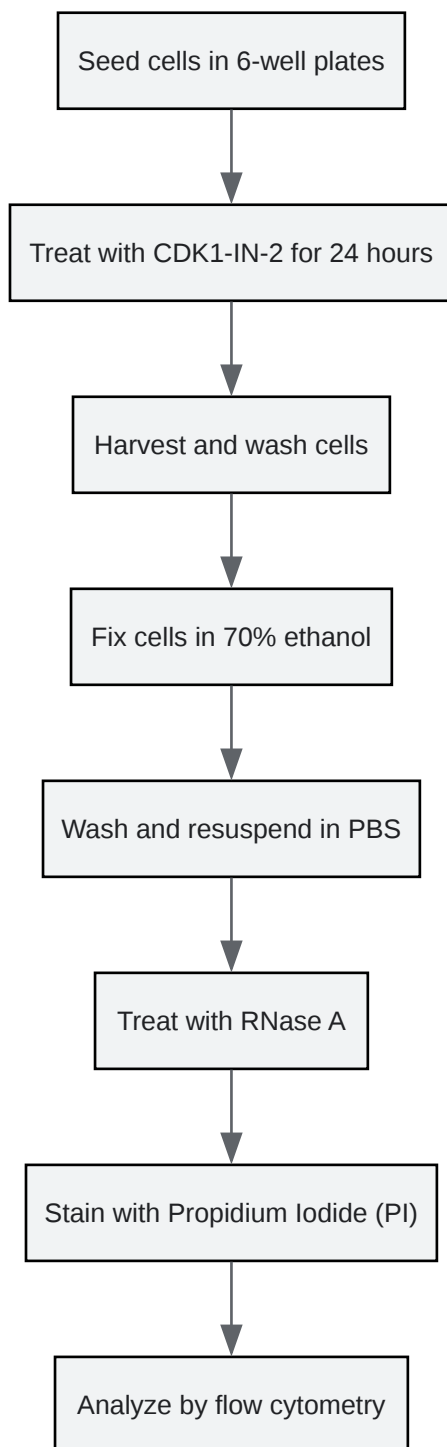 Seed cells in 6-well plates
Treat with CDK1-IN-2 for 24 hours
Harvest and wash cells
Fix cells in 70% ethanol
Wash and resuspend in PBS
Treat with RNase A
Stain with Propidium Iodide (PI)
Analyze by flow cytometry